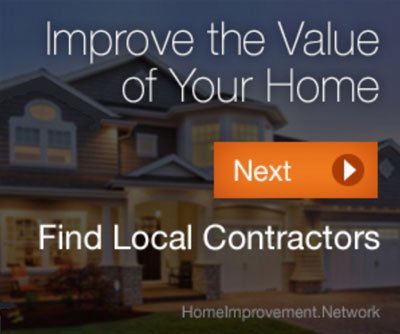 Improve the Value
of Your Home
Next
Find Local Contractors
HomeImprovement.Network